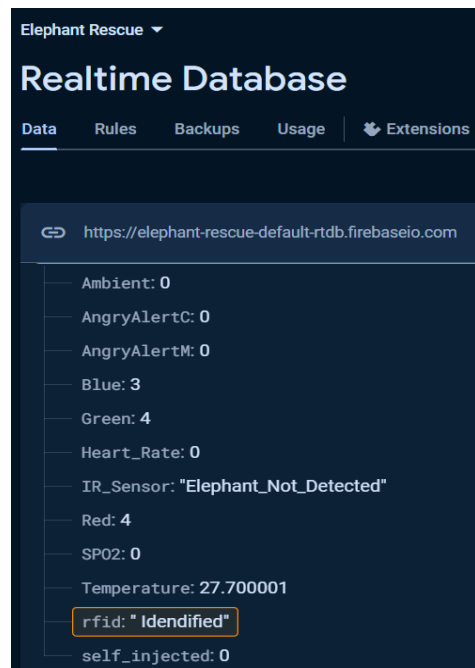 Elephant Rescue
Realtime Database
Data Rules Backups Usage Extensions
https://elephant-rescue-default-rtdb.firebaseio.com
Ambient: 0
AngryAlertC: 0
AngryAlertM: 0
Blue: 3
Green: 4
Heart_Rate: 0
IR_Sensor: "Elephant_Not_Detected"
Red: 4
SPO2: 0
Temperature: 27.700001
rfid: " Idendified"
self_injected: 0